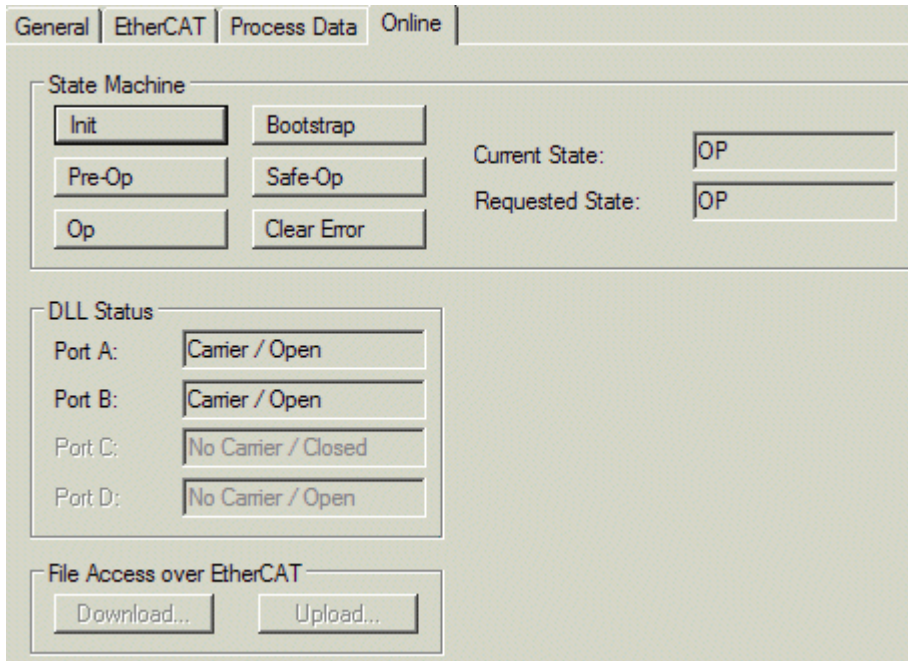 General EtherCAT Process Data Online
State Machine
Init Bootstrap
Current State: OP
Pre-Op Safe-Op
Requested State: OP
Op Clear Error
DLL Status
Port A: Carrier / Open
Port B: Carrier / Open
Port C: No Carrier / Closed
Port D: No Carrier / Open
File Access over EtherCAT
Download... Upload...